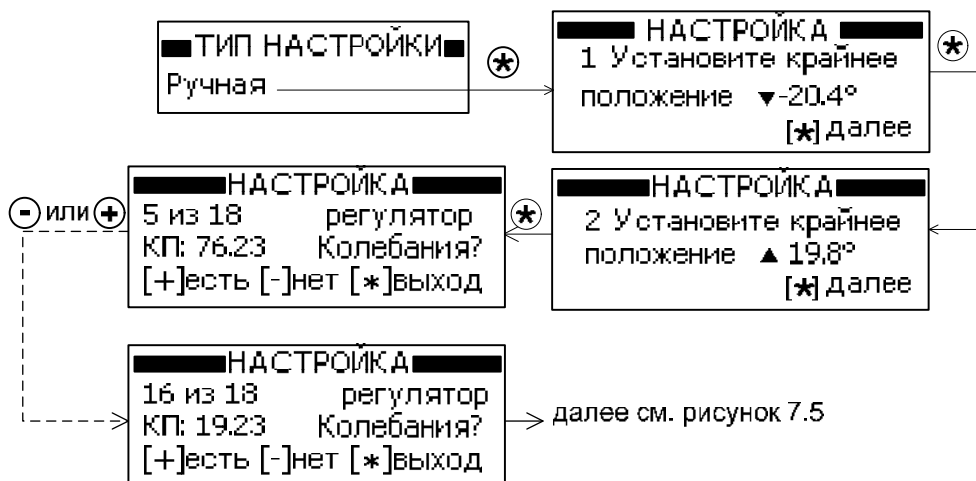 ТИП НАСТРОЙКИ
Ручная
НАСТРОЙКА
1 Установите крайнее
положение ▼-20.4°
[*] далее
НАСТРОЙКА
2 Установите крайнее
положение ▲ 19.8°
[*] далее
НАСТРОЙКА
5 из 18 регулятор
КП: 76.23 Колебания?
[+]есть [-]нет [*]выход
- или +
НАСТРОЙКА
16 из 18 регулятор
КП: 19.23 Колебания?
[+]есть [-]нет [*]выход
далее см. рисунок 7.5